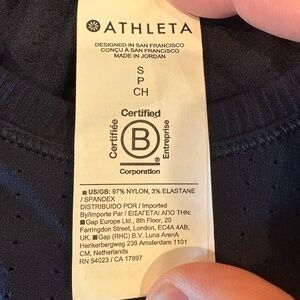 ATHLETA
DESIGNED IN SAN FRANCISCO
CONÇU À SAN FRANCISCO
MADE IN JORDAN
S
P
CH
Certified
Certifiée
B
Entreprise
Corporation
US/GB: 97% NYLON, 3% ELASTANE
/ SPANDEX
DISTRIBUIDO POR / Imported
By/Importe Par / ΕΙΣΑΓΕΤΑΙ ΑΠΟ ΤΗΝ:
Gap Europe Ltd., 8th Floor, 20
Farringdon Street, London, EC4A 4AB,
UK. Gap (RHC) B.V. Luna ArenA
Herikerbergweg 238 Amsterdam 1101
CM, Netherlands
RN 54023 / CA 17897